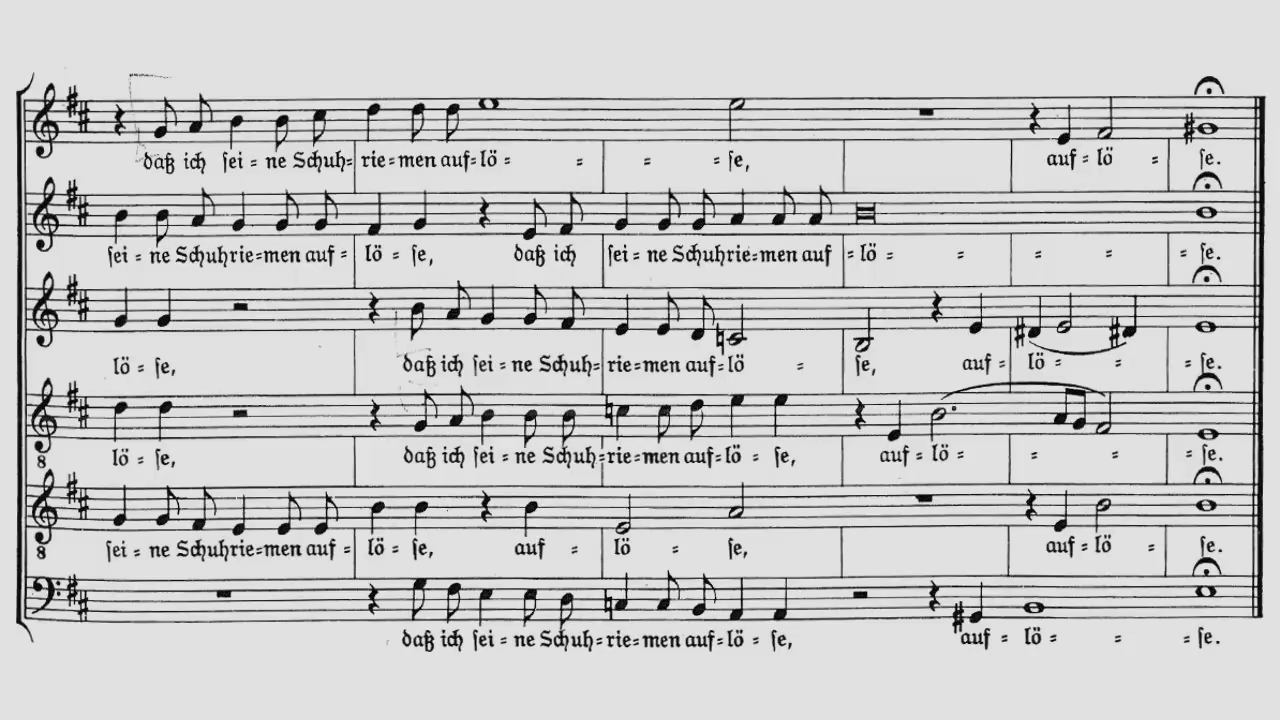 daß ich sei = ne Schuh= rie=men auf=lö = = = = se, auf = lö = se.
sei = ne Schuhrie=men auf= lö = se, daß ich sei = ne Schuhriemen auf =lö = = = = se.
lö = se, daß ich sei = ne Schuh= rie=men auf=lö = se, auf = lö = = = se.
8 lö = se, daß ich sei = ne Schuh=rie=men auf=lö = se, auf = lö = = = = se.
8 sei = ne Schuhrie=men auf = lö = se, auf = lö = se, auf = lö = se.
daß ich sei = ne Schuh=rie=men auf = lö = se, auf = lö = = = se.